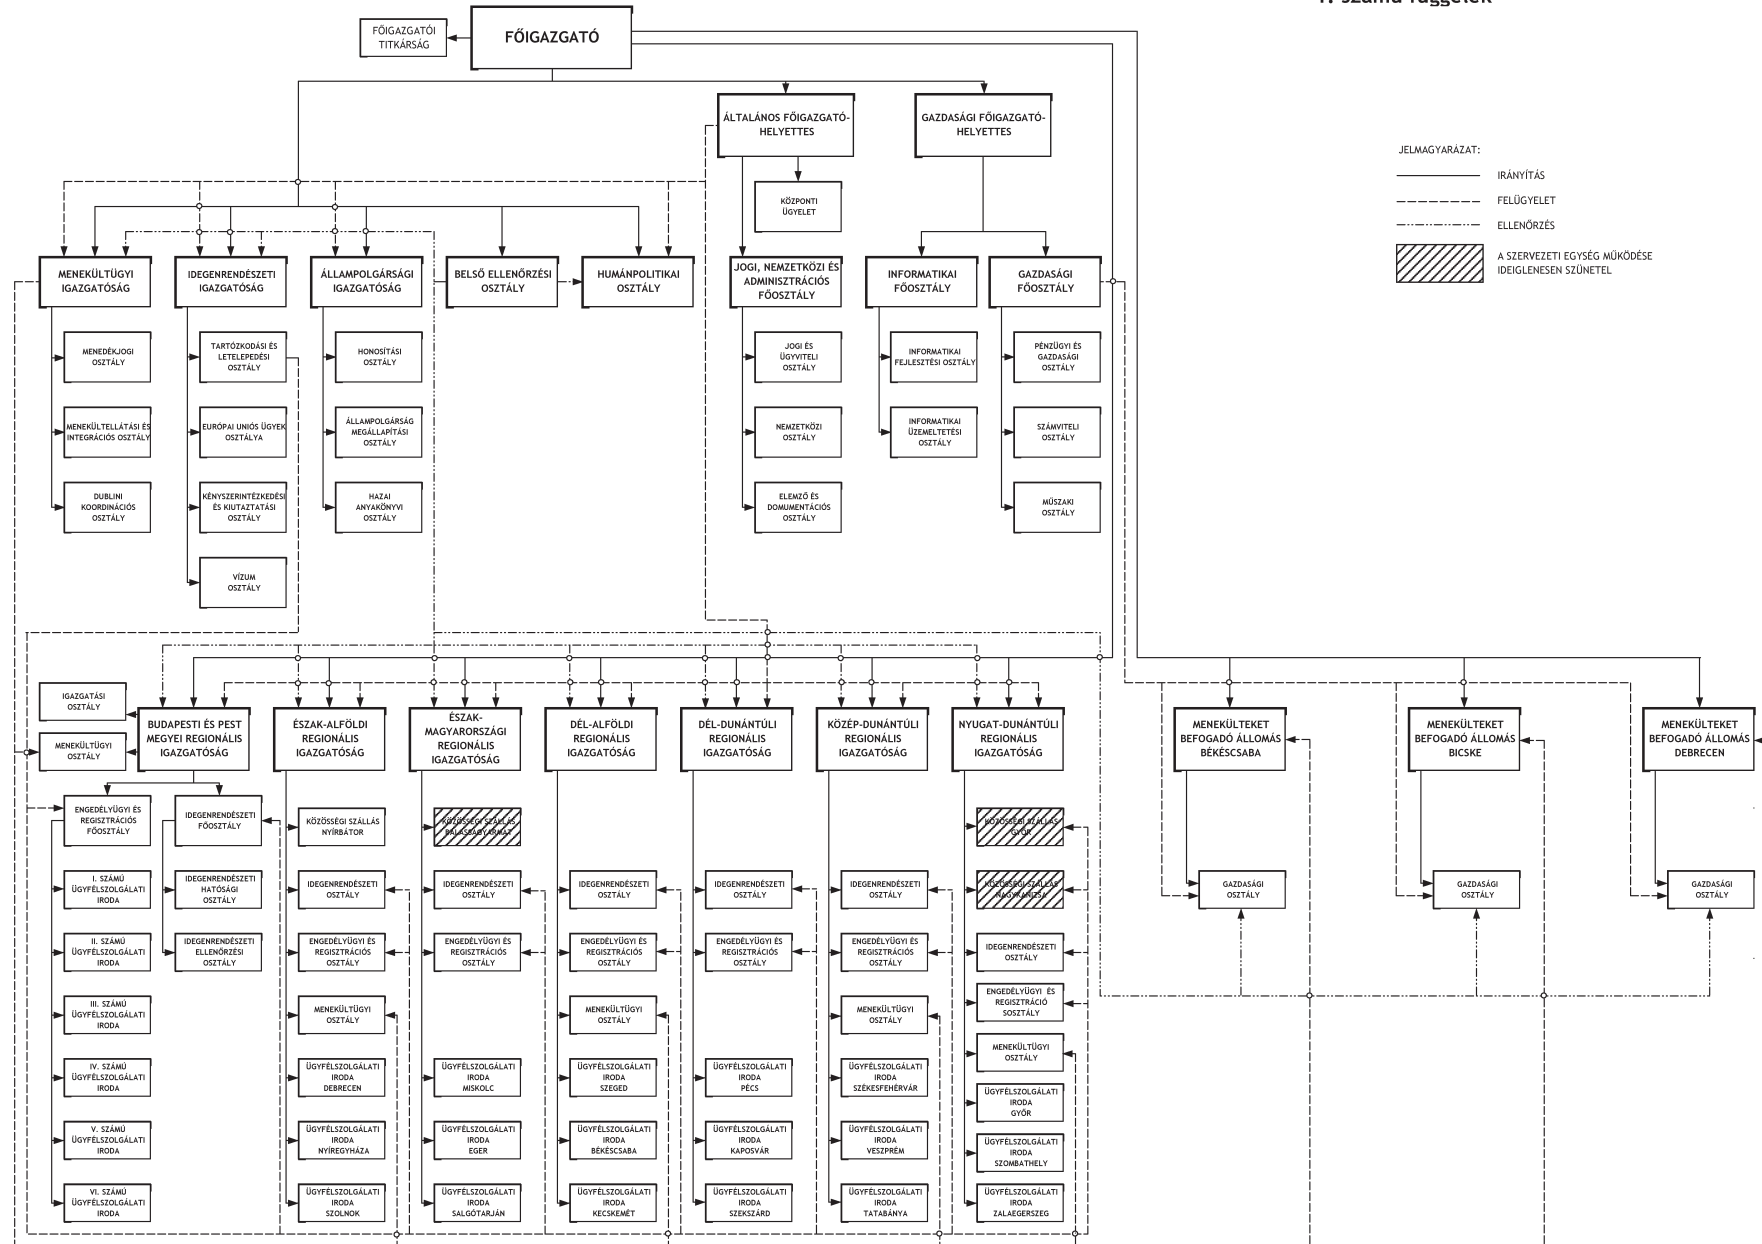 1. számú függelék
FŐIGAZGATÓI
TITKÁRSÁG
FŐIGAZGATÓ
ÁLTALÁNOS FŐIGAZGATÓ-
HELYETTES
GAZDASÁGI FŐIGAZGATÓ-
HELYETTES
JELMAGYARÁZAT:
IRÁNYÍTÁS
FELÜGYELET
ELLENŐRZÉS
A SZERVEZETI EGYSÉG MŰKÖDÉSE
IDEIGLENESEN SZÜNETEL
KÖZPONTI
ÜGYELET
MENEKÜLTÜGYI
IGAZGATÓSÁG
IDEGENRENDÉSZETI
IGAZGATÓSÁG
ÁLLAMPOLGÁRSÁGI
IGAZGATÓSÁG
BELSŐ ELLENŐRZÉSI
OSZTÁLY
HUMÁNPOLITIKAI
OSZTÁLY
JOGI, NEMZETKÖZI ÉS
ADMINISZTRÁCIÓS
FŐOSZTÁLY
INFORMATIKAI
FŐOSZTÁLY
GAZDASÁGI
FŐOSZTÁLY
MENEDÉKJOGI
OSZTÁLY
TARTÓZKODÁSI ÉS
LETELEPEDÉSI
OSZTÁLY
HONOSÍTÁSI
OSZTÁLY
JOGI ÉS
ÜGYVITELI
OSZTÁLY
INFORMATIKAI
FEJLESZTÉSI OSZTÁLY
PÉNZÜGYI ÉS
GAZDASÁGI
OSZTÁLY
MENEKÜLTELLÁTÁSI ÉS
INTEGRÁCIÓS OSZTÁLY
EURÓPAI UNIÓS ÜGYEK
OSZTÁLYA
ÁLLAMPOLGÁRSÁG
MEGÁLLAPÍTÁSI
OSZTÁLY
NEMZETKÖZI
OSZTÁLY
INFORMATIKAI
ÜZEMELTETÉSI
OSZTÁLY
SZÁMVITELI
OSZTÁLY
DUBLINI
KOORDINÁCIÓS
OSZTÁLY
KÉNYSZERINTÉZKEDÉSI
ÉS KIUTAZTATÁSI
OSZTÁLY
HAZAI
ANYAKÖNYVI
OSZTÁLY
ELEMZŐ ÉS
DOMUMENTÁCIÓS
OSZTÁLY
MŰSZAKI
OSZTÁLY
VÍZUM
OSZTÁLY
IGAZGATÁSI
OSZTÁLY
MENEKÜLTÜGYI
OSZTÁLY
BUDAPESTI ÉS PEST
MEGYEI REGIONÁLIS
IGAZGATÓSÁG
ÉSZAK-ALFÖLDI
REGIONÁLIS
IGAZGATÓSÁG
ÉSZAK-
MAGYARORSZÁGI
REGIONÁLIS
IGAZGATÓSÁG
DÉL-ALFÖLDI
REGIONÁLIS
IGAZGATÓSÁG
DÉL-DUNÁNTÚLI
REGIONÁLIS
IGAZGATÓSÁG
KÖZÉP-DUNÁNTÚLI
REGIONÁLIS
IGAZGATÓSÁG
NYUGAT-DUNÁNTÚLI
REGIONÁLIS
IGAZGATÓSÁG
MENEKÜLTEKET
BEFOGADÓ ÁLLOMÁS
BÉKÉSCSABA
MENEKÜLTEKET
BEFOGADÓ ÁLLOMÁS
BICSKE
MENEKÜLTEKET
BEFOGADÓ ÁLLOMÁS
DEBRECEN
ENGEDÉLYÜGYI ÉS
REGISZTRÁCIÓS
FŐOSZTÁLY
IDEGENRENDÉSZETI
FŐOSZTÁLY
KÖZÖSSÉGI SZÁLLÁS
NYÍRBÁTOR
KÖZÖSSÉGI SZÁLLÁS
BALASSAGYARMAT
KÖZÖSSÉGI SZÁLLÁS
GYŐR
I. SZÁMÚ
ÜGYFÉLSZOLGÁLATI
IRODA
IDEGENRENDÉSZETI
HATÓSÁGI
OSZTÁLY
IDEGENRENDÉSZETI
OSZTÁLY
IDEGENRENDÉSZETI
OSZTÁLY
IDEGENRENDÉSZETI
OSZTÁLY
IDEGENRENDÉSZETI
OSZTÁLY
IDEGENRENDÉSZETI
OSZTÁLY
KÖZÖSSÉGI SZÁLLÁS
NAGYKANIZSA
GAZDASÁGI
OSZTÁLY
GAZDASÁGI
OSZTÁLY
GAZDASÁGI
OSZTÁLY
II. SZÁMÚ
ÜGYFÉLSZOLGÁLATI
IRODA
IDEGENRENDÉSZETI
ELLENŐRZÉSI
OSZTÁLY
ENGEDÉLYÜGYI ÉS
REGISZTRÁCIÓS
OSZTÁLY
ENGEDÉLYÜGYI ÉS
REGISZTRÁCIÓS
OSZTÁLY
ENGEDÉLYÜGYI ÉS
REGISZTRÁCIÓS
OSZTÁLY
ENGEDÉLYÜGYI ÉS
REGISZTRÁCIÓS
OSZTÁLY
ENGEDÉLYÜGYI ÉS
REGISZTRÁCIÓS
OSZTÁLY
IDEGENRENDÉSZETI
OSZTÁLY
III. SZÁMÚ
ÜGYFÉLSZOLGÁLATI
IRODA
MENEKÜLTÜGYI
OSZTÁLY
MENEKÜLTÜGYI
OSZTÁLY
MENEKÜLTÜGYI
OSZTÁLY
ENGEDÉLYÜGYI ÉS
REGISZTRÁCIÓ
SOSZTÁLY
MENEKÜLTÜGYI
OSZTÁLY
IV. SZÁMÚ
ÜGYFÉLSZOLGÁLATI
IRODA
ÜGYFÉLSZOLGÁLATI
IRODA
DEBRECEN
ÜGYFÉLSZOLGÁLATI
IRODA
MISKOLC
ÜGYFÉLSZOLGÁLATI
IRODA
SZEGED
ÜGYFÉLSZOLGÁLATI
IRODA
PÉCS
ÜGYFÉLSZOLGÁLATI
IRODA
SZÉKESFEHÉRVÁR
ÜGYFÉLSZOLGÁLATI
IRODA
GYŐR
V. SZÁMÚ
ÜGYFÉLSZOLGÁLATI
IRODA
ÜGYFÉLSZOLGÁLATI
IRODA
NYÍREGYHÁZA
ÜGYFÉLSZOLGÁLATI
IRODA
EGER
ÜGYFÉLSZOLGÁLATI
IRODA
BÉKÉSCSABA
ÜGYFÉLSZOLGÁLATI
IRODA
KAPOSVÁR
ÜGYFÉLSZOLGÁLATI
IRODA
VESZPRÉM
ÜGYFÉLSZOLGÁLATI
IRODA
SZOMBATHELY
VI. SZÁMÚ
ÜGYFÉLSZOLGÁLATI
IRODA
ÜGYFÉLSZOLGÁLATI
IRODA
SZOLNOK
ÜGYFÉLSZOLGÁLATI
IRODA
SALGÓTARJÁN
ÜGYFÉLSZOLGÁLATI
IRODA
KECSKEMÉT
ÜGYFÉLSZOLGÁLATI
IRODA
SZEKSZÁRD
ÜGYFÉLSZOLGÁLATI
IRODA
TATABÁNYA
ÜGYFÉLSZOLGÁLATI
IRODA
ZALAEGERSZEG